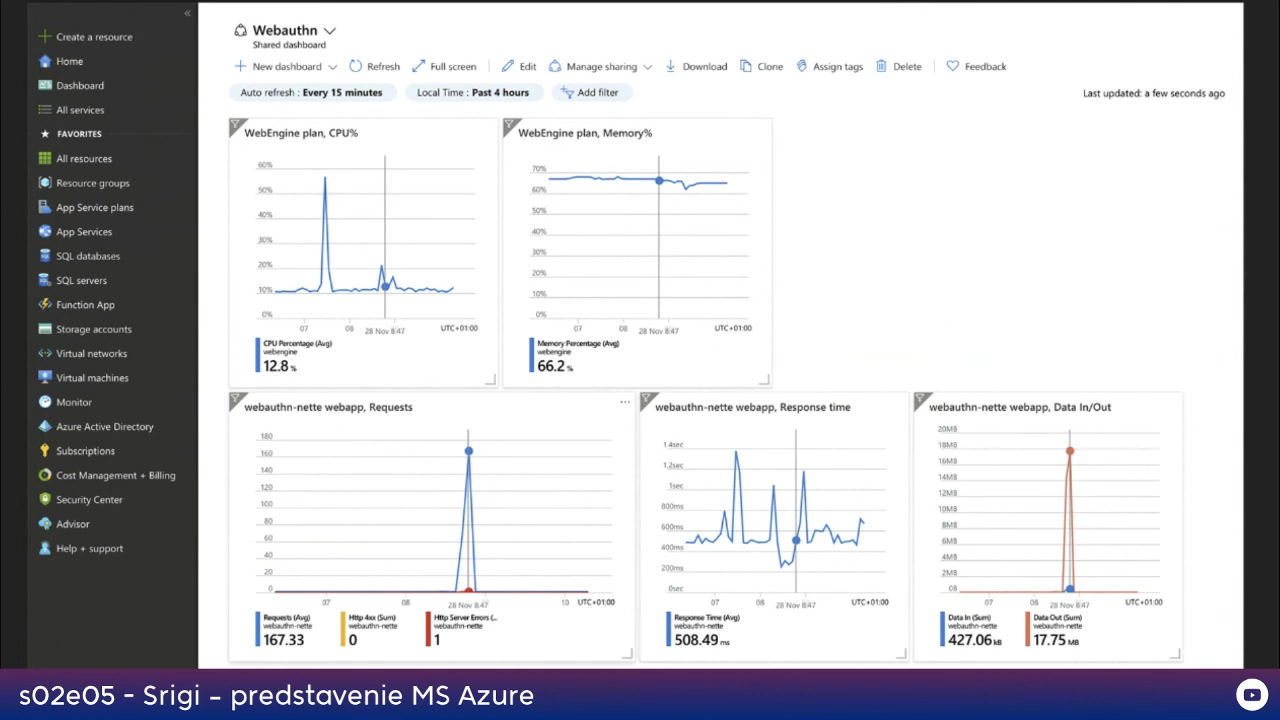 «
Create a resource
Home
Dashboard
All services
FAVORITES
All resources
Resource groups
App Service plans
App Services
SQL databases
SQL servers
Function App
Storage accounts
Virtual networks
Virtual machines
Monitor
Azure Active Directory
Subscriptions
Cost Management + Billing
Security Center
Advisor
Help + support
Webauthn
Shared dashboard
New dashboard Refresh Full screen Edit Manage sharing Download Clone Assign tags Delete Feedback
Auto refresh : Every 15 minutes Local Time : Past 4 hours Add filter Last updated: a few seconds ago
WebEngine plan, CPU%
60%
50%
40%
30%
20%
10%
0%
07 08 28 Nov 8:47 UTC+01:00
CPU Percentage (Avg)
webengine
12.8 %
WebEngine plan, Memory%
70%
60%
50%
40%
30%
20%
10%
0%
07 08 28 Nov 8:47 UTC+01:00
Memory Percentage (Avg)
webengine
66.2 %
webauthn-nette webapp, Requests ...
180
160
140
120
100
80
60
40
20
0
07 08 28 Nov 8:47 10 UTC+01:00
Requests (Avg) Http 4xx (Sum) Http Server Errors (...
webauthn-nette webauthn-nette webauthn-nette
167.33 0 1
webauthn-nette webapp, Response time
1.4sec
1.2sec
1sec
800ms
600ms
400ms
200ms
0sec
07 08 28 Nov 8:47 UTC+01:00
Response Time (Avg)
webauthn-nette
508.49 ms
webauthn-nette webapp, Data In/Out
20MB
18MB
16MB
14MB
12MB
10MB
8MB
6MB
4MB
2MB
0B
07 08 28 Nov 8:47 UTC+01:00
Data In (Sum) Data Out (Sum)
webauthn-nette webauthn-nette
427.06 kB 17.75 MB
s02e05 - Srigi - predstavenie MS Azure